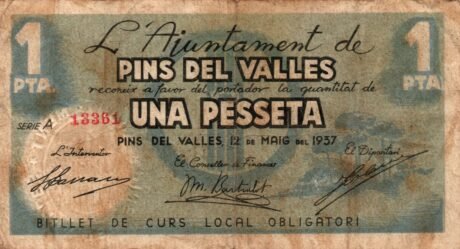 L'Ajuntament de
1 PTA. PINS DEL VALLES 1 PTA.
reconeix a favor del portador la quantitat de
UNA PESSETA
SERIE A 13361
PINS DEL VALLES, 12 DE MAIG DEL 1937
L'Interventor El Conseller de Finances El Dipositari
M. Bartralot
BITLLET DE CURS LOCAL OBLIGATORI